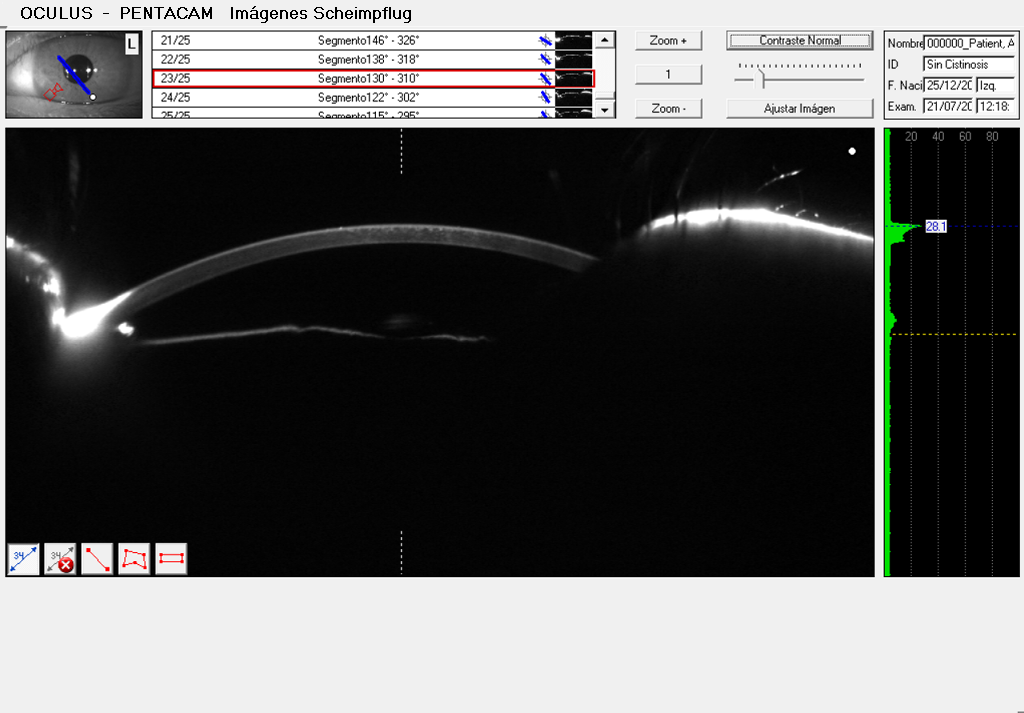 OCULUS - PENTACAM Imágenes Scheimpflug
L
21/25 Segmento146° - 326°
22/25 Segmento138° - 318°
23/25 Segmento130° - 310°
24/25 Segmento122° - 302°
25/25 Segmento115° - 295°
Zoom +
1
Zoom -
Contraste Normal
Ajustar Imágen
Nombre 000000_Patient, A
ID Sin Cistinosis
F. Naci 25/12/20 Izq.
Exam. 21/07/20 12:18:
20 40 60 80
28.1
34 34